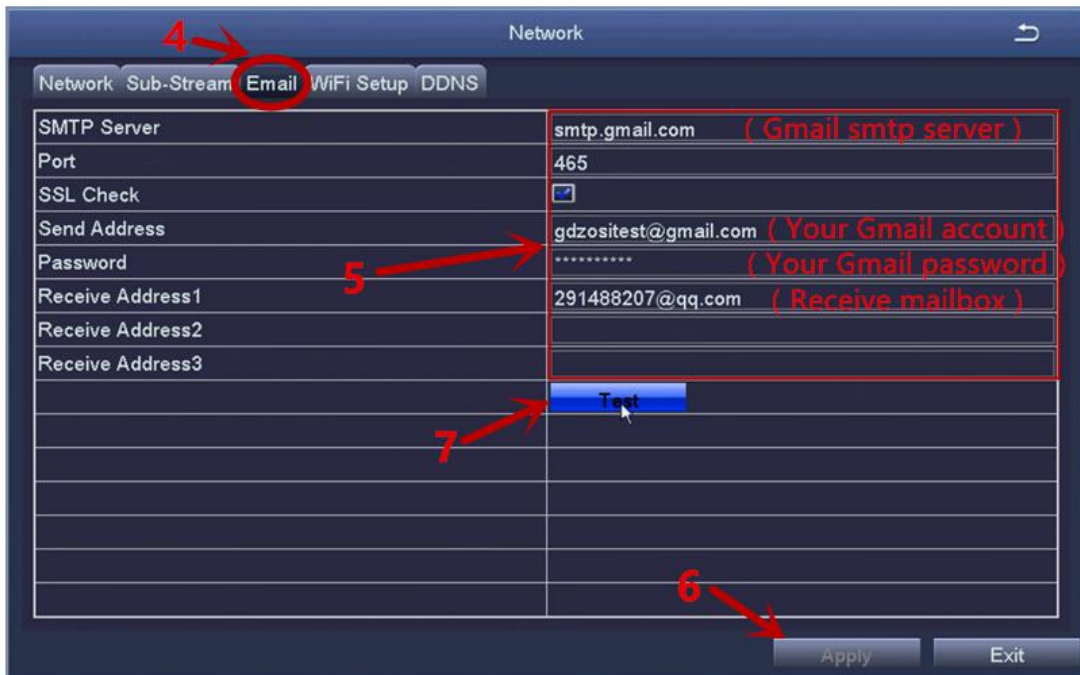 4
Network
Network Sub-Stream Email WiFi Setup DDNS
SMTP Server smtp.gmail.com ( Gmail smtp server )
Port 465
SSL Check
Send Address gdzositest@gmail.com ( Your Gmail account )
Password ********** ( Your Gmail password )
5
Receive Address1 291488207@qq.com ( Receive mailbox )
Receive Address2
Receive Address3
Test
7
6
Apply Exit